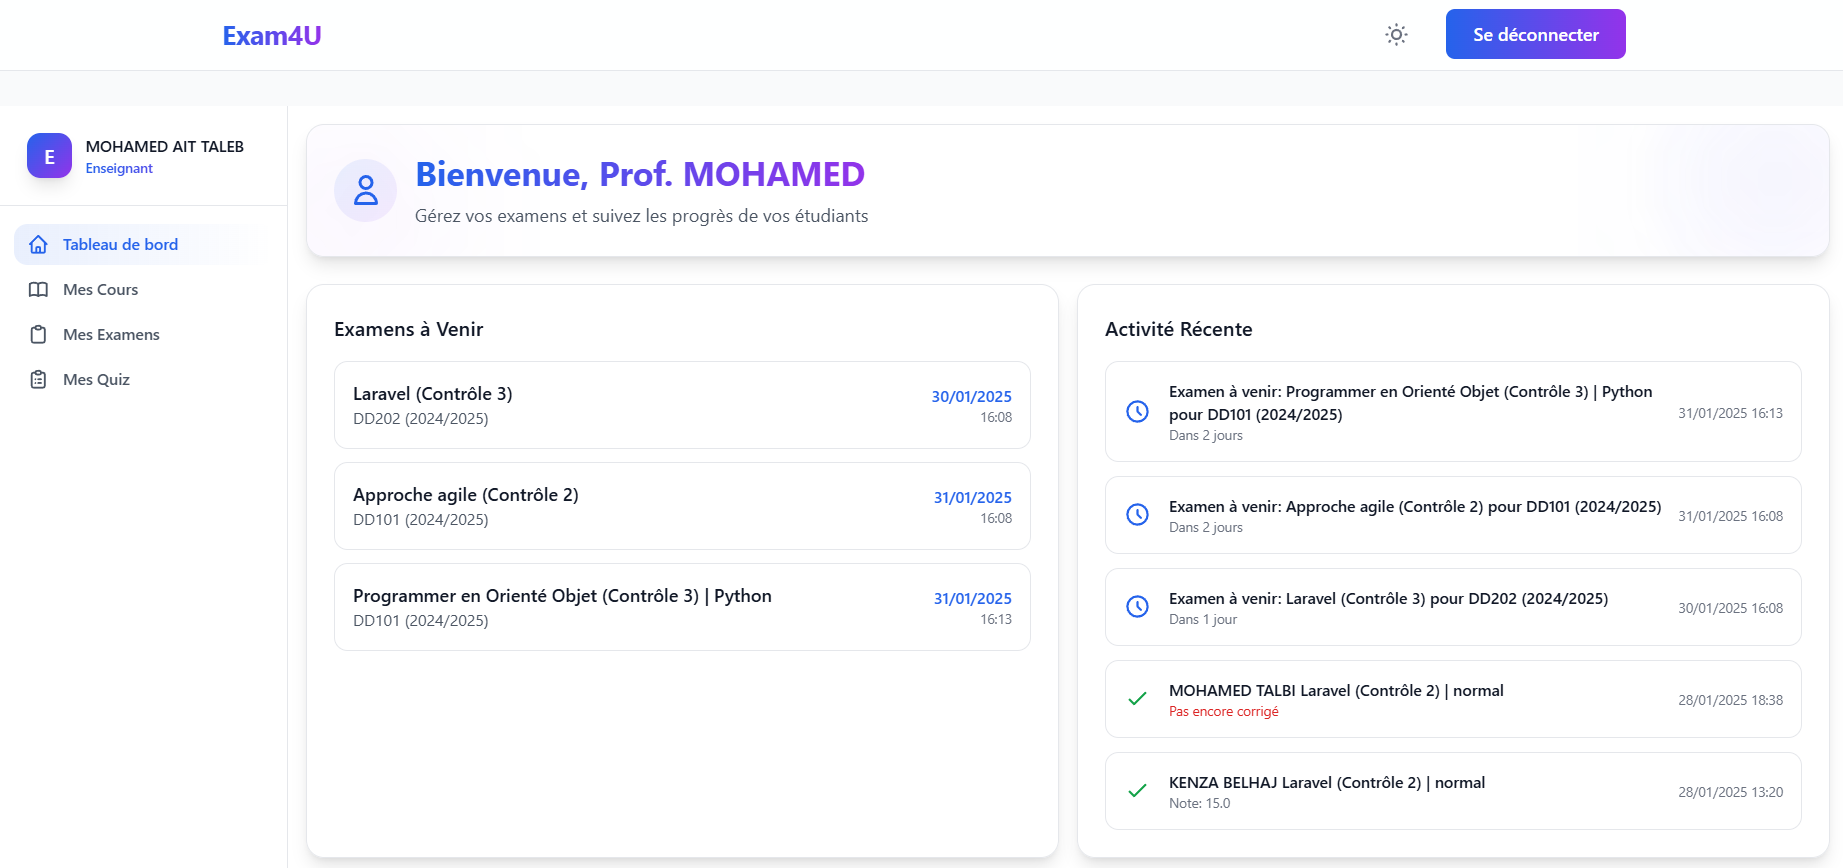 Exam4U
Se déconnecter
E
MOHAMED AIT TALEB
Enseignant
Tableau de bord
Mes Cours
Mes Examens
Mes Quiz
Bienvenue, Prof. MOHAMED
Gérez vos examens et suivez les progrès de vos étudiants
Examens à Venir
Laravel (Contrôle 3)
DD202 (2024/2025)
30/01/2025
16:08
Approche agile (Contrôle 2)
DD101 (2024/2025)
31/01/2025
16:08
Programmer en Orienté Objet (Contrôle 3) | Python
DD101 (2024/2025)
31/01/2025
16:13
Activité Récente
Examen à venir: Programmer en Orienté Objet (Contrôle 3) | Python
pour DD101 (2024/2025)
Dans 2 jours
31/01/2025 16:13
Examen à venir: Approche agile (Contrôle 2) pour DD101 (2024/2025)
Dans 2 jours
31/01/2025 16:08
Examen à venir: Laravel (Contrôle 3) pour DD202 (2024/2025)
Dans 1 jour
30/01/2025 16:08
MOHAMED TALBI Laravel (Contrôle 2) | normal
Pas encore corrigé
28/01/2025 18:38
KENZA BELHAJ Laravel (Contrôle 2) | normal
Note: 15.0
28/01/2025 13:20